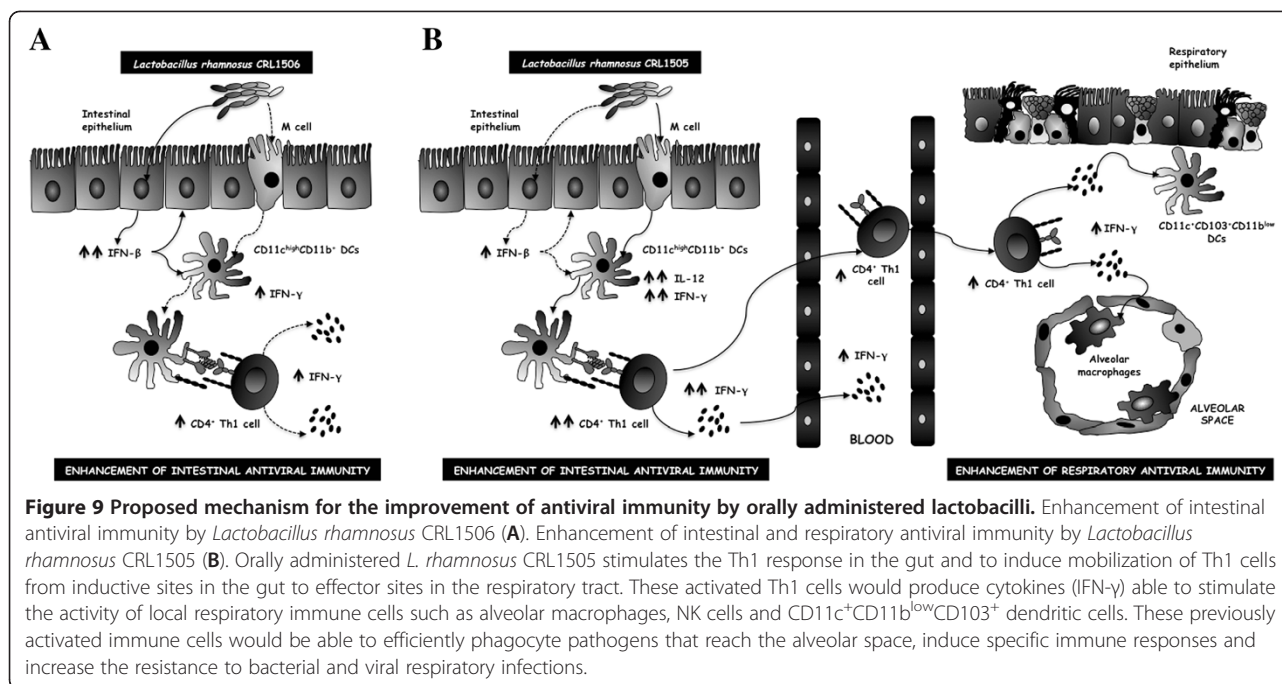 A
Lactobacillus rhamnosus CRL1506
Intestinal
epithelium
M cell
↑↑ IFN-β
CD11c^highCD11b⁺ DCs
↑ IFN-γ
↑ IFN-γ
↑ CD4⁺ Th1 cell
ENHANCEMENT OF INTESTINAL ANTIVIRAL IMMUNITY
B
Lactobacillus rhamnosus CRL1505
Intestinal
epithelium
M cell
↑ IFN-β
CD11c^highCD11b⁺ DCs
↑↑ IL-12
↑↑ IFN-γ
↑↑ IFN-γ
↑↑ CD4⁺ Th1 cell
ENHANCEMENT OF INTESTINAL ANTIVIRAL IMMUNITY
↑ CD4⁺ Th1
cell
↑ IFN-γ
BLOOD
Respiratory
epithelium
↑ IFN-γ
CD11c⁺CD103⁺CD11b^low
DCs
↑ CD4⁺ Th1 cell
Alveolar
macrophages
ALVEOLAR
SPACE
ENHANCEMENT OF RESPIRATORY ANTIVIRAL IMMUNITY
Figure 9 Proposed mechanism for the improvement of antiviral immunity by orally administered lactobacilli. Enhancement of intestinal
antiviral immunity by Lactobacillus rhamnosus CRL1506 (A). Enhancement of intestinal and respiratory antiviral immunity by Lactobacillus
rhamnosus CRL1505 (B). Orally administered L. rhamnosus CRL1505 stimulates the Th1 response in the gut and to induce mobilization of Th1 cells
from inductive sites in the gut to effector sites in the respiratory tract. These activated Th1 cells would produce cytokines (IFN-γ) able to stimulate
the activity of local respiratory immune cells such as alveolar macrophages, NK cells and CD11c⁺CD11b^lowCD103⁺ dendritic cells. These previously
activated immune cells would be able to efficiently phagocyte pathogens that reach the alveolar space, induce specific immune responses and
increase the resistance to bacterial and viral respiratory infections.